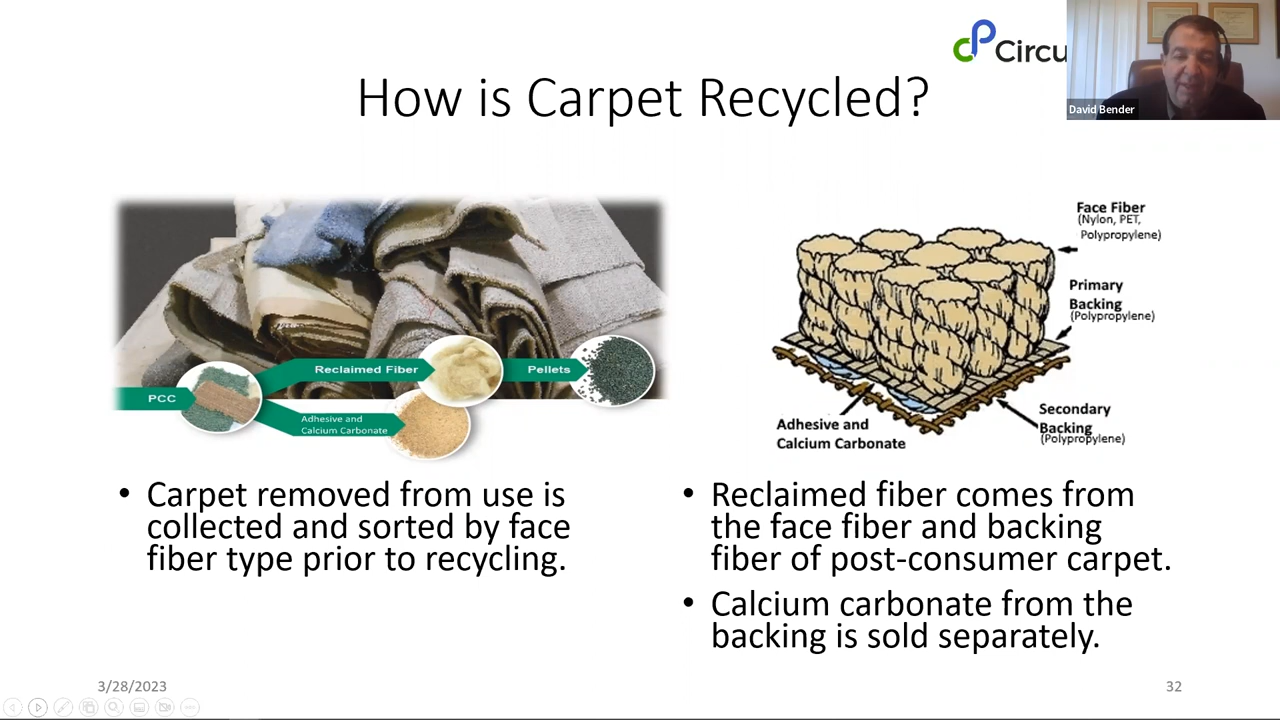 Circu
David Bender
How is Carpet Recycled?
PCC
Reclaimed Fiber
Pellets
Adhesive and
Calcium Carbonate
Face Fiber
(Nylon, PET,
Polypropylene)
Primary
Backing
(Polypropylene)
Adhesive and
Calcium Carbonate
Secondary
Backing
(Polypropylene)
• Carpet removed from use is
collected and sorted by face
fiber type prior to recycling.
• Reclaimed fiber comes from
the face fiber and backing
fiber of post-consumer carpet.
• Calcium carbonate from the
backing is sold separately.
3/28/2023
32